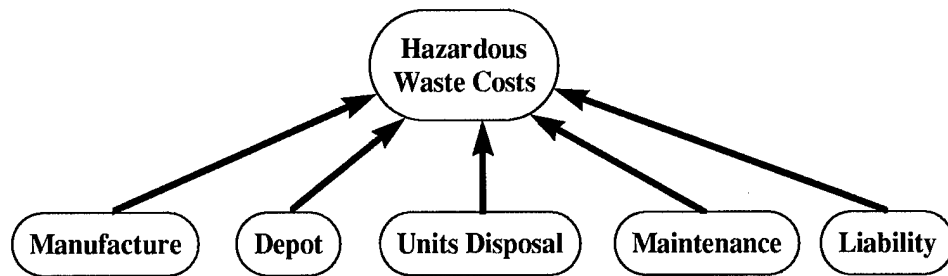 Hazardous
Waste Costs
Manufacture
Depot
Units Disposal
Maintenance
Liability